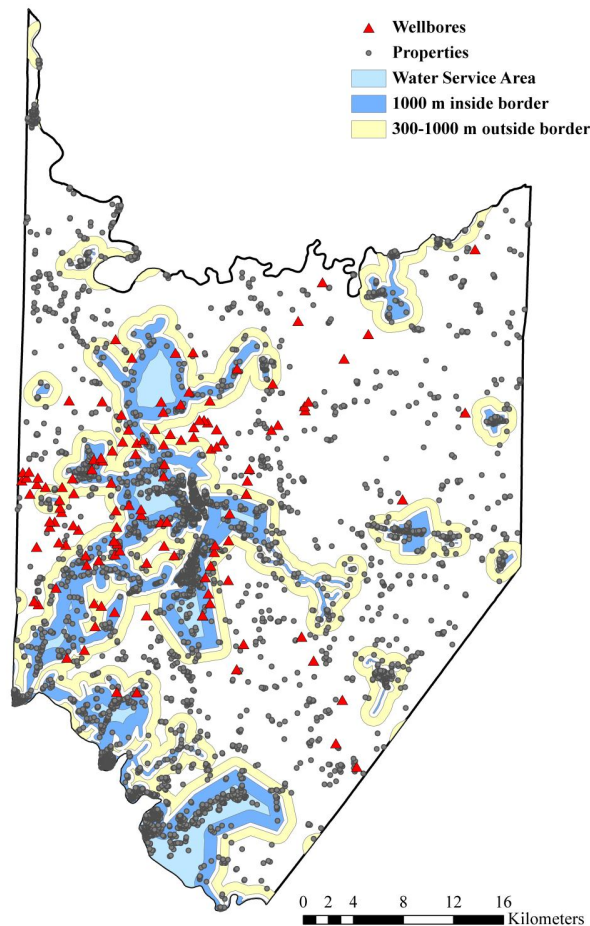 Wellbores
Properties
Water Service Area
1000 m inside border
300-1000 m outside border
0 2 4 8 12 16
Kilometers